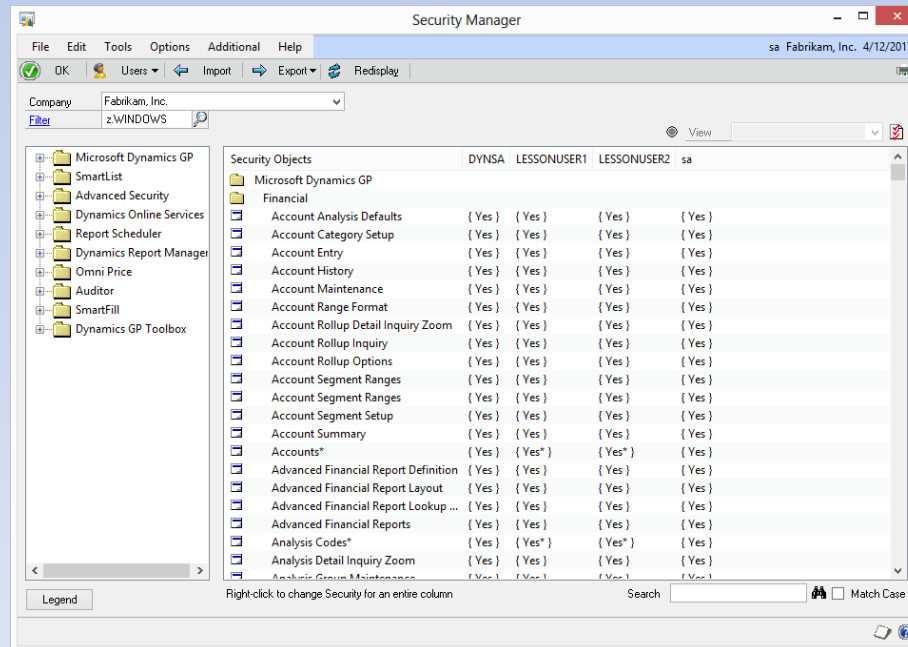 Security Manager
File Edit Tools Options Additional Help sa Fabrikam, Inc. 4/12/201
OK Users Import Export Redisplay
Company Fabrikam, Inc.
Filter z.WINDOWS
View
Microsoft Dynamics GP
SmartList
Advanced Security
Dynamics Online Services
Report Scheduler
Dynamics Report Manager
Omni Price
Auditor
SmartFill
Dynamics GP Toolbox
Security Objects DYNSA LESSONUSER1 LESSONUSER2 sa
Microsoft Dynamics GP
Financial
Account Analysis Defaults { Yes } { Yes } { Yes } { Yes }
Account Category Setup { Yes } { Yes } { Yes } { Yes }
Account Entry { Yes } { Yes } { Yes } { Yes }
Account History { Yes } { Yes } { Yes } { Yes }
Account Maintenance { Yes } { Yes } { Yes } { Yes }
Account Range Format { Yes } { Yes } { Yes } { Yes }
Account Rollup Detail Inquiry Zoom { Yes } { Yes } { Yes } { Yes }
Account Rollup Inquiry { Yes } { Yes } { Yes } { Yes }
Account Rollup Options { Yes } { Yes } { Yes } { Yes }
Account Segment Ranges { Yes } { Yes } { Yes } { Yes }
Account Segment Ranges { Yes } { Yes } { Yes } { Yes }
Account Segment Setup { Yes } { Yes } { Yes } { Yes }
Account Summary { Yes } { Yes } { Yes } { Yes }
Accounts* { Yes } { Yes* } { Yes* } { Yes }
Advanced Financial Report Definition { Yes } { Yes } { Yes } { Yes }
Advanced Financial Report Layout { Yes } { Yes } { Yes } { Yes }
Advanced Financial Report Lookup ... { Yes } { Yes } { Yes } { Yes }
Advanced Financial Reports { Yes } { Yes } { Yes } { Yes }
Analysis Codes* { Yes } { Yes* } { Yes* } { Yes }
Analysis Detail Inquiry Zoom { Yes } { Yes } { Yes } { Yes }
Analysis Group Maintenance { Yes } { Yes } { Yes } { Yes }
Legend Right-click to change Security for an entire column Search Match Case